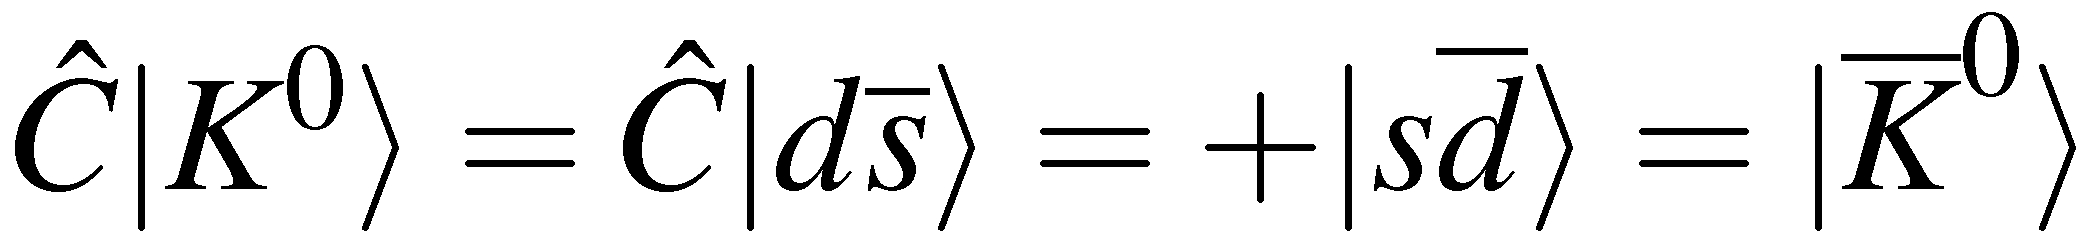 Ĉ|K⁰⟩ = Ĉ|ds̅⟩ = +|sd̅⟩ = |K̅⁰⟩